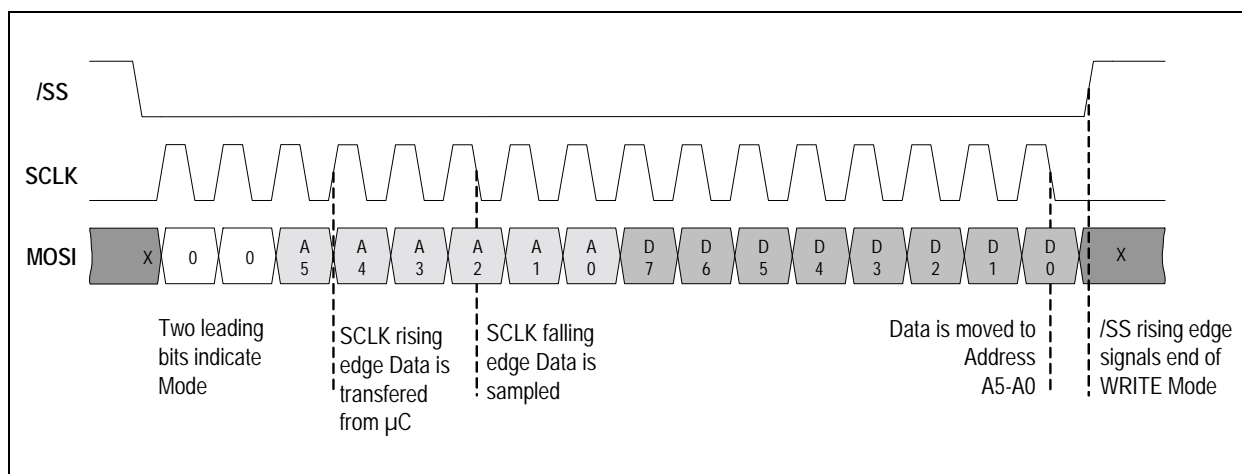 /SS
SCLK
MOSI
X
0
0
A
5
A
4
A
3
A
2
A
1
A
0
D
7
D
6
D
5
D
4
D
3
D
2
D
1
D
0
X
Two leading
bits indicate
Mode
SCLK rising
edge Data is
transfered
from µC
SCLK falling
edge Data is
sampled
Data is moved to
Address
A5-A0
/SS rising edge
signals end of
WRITE Mode